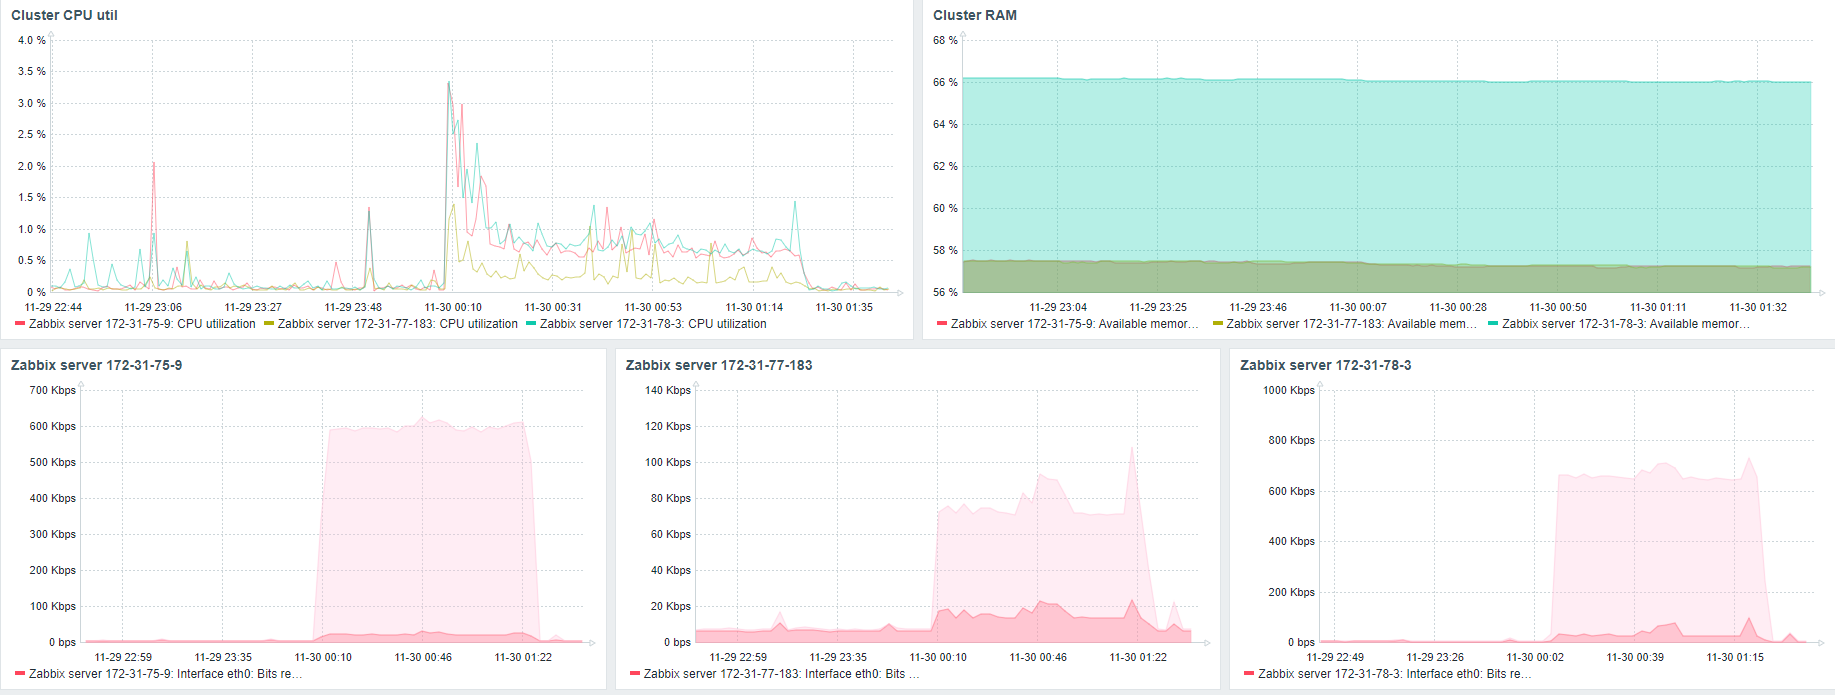 Cluster CPU util
4.0 %
3.5 %
3.0 %
2.5 %
2.0 %
1.5 %
1.0 %
0.5 %
0 %
11-29 22:44 11-29 23:06 11-29 23:27 11-29 23:48 11-30 00:10 11-30 00:31 11-30 00:53 11-30 01:14 11-30 01:35
Zabbix server 172-31-75-9: CPU utilization Zabbix server 172-31-77-183: CPU utilization Zabbix server 172-31-78-3: CPU utilization
Cluster RAM
68 %
66 %
64 %
62 %
60 %
58 %
56 %
11-29 23:04 11-29 23:25 11-29 23:46 11-30 00:07 11-30 00:28 11-30 00:50 11-30 01:11 11-30 01:32
Zabbix server 172-31-75-9: Available memor... Zabbix server 172-31-77-183: Available mem... Zabbix server 172-31-78-3: Available memor...
Zabbix server 172-31-75-9
700 Kbps
600 Kbps
500 Kbps
400 Kbps
300 Kbps
200 Kbps
100 Kbps
0 bps
11-29 22:59 11-29 23:35 11-30 00:10 11-30 00:46 11-30 01:22
Zabbix server 172-31-75-9: Interface eth0: Bits re...
Zabbix server 172-31-77-183
140 Kbps
120 Kbps
100 Kbps
80 Kbps
60 Kbps
40 Kbps
20 Kbps
0 bps
11-29 22:59 11-29 23:35 11-30 00:10 11-30 00:46 11-30 01:22
Zabbix server 172-31-77-183: Interface eth0: Bits ...
Zabbix server 172-31-78-3
1000 Kbps
800 Kbps
600 Kbps
400 Kbps
200 Kbps
0 bps
11-29 22:49 11-29 23:26 11-30 00:02 11-30 00:39 11-30 01:15
Zabbix server 172-31-78-3: Interface eth0: Bits re...